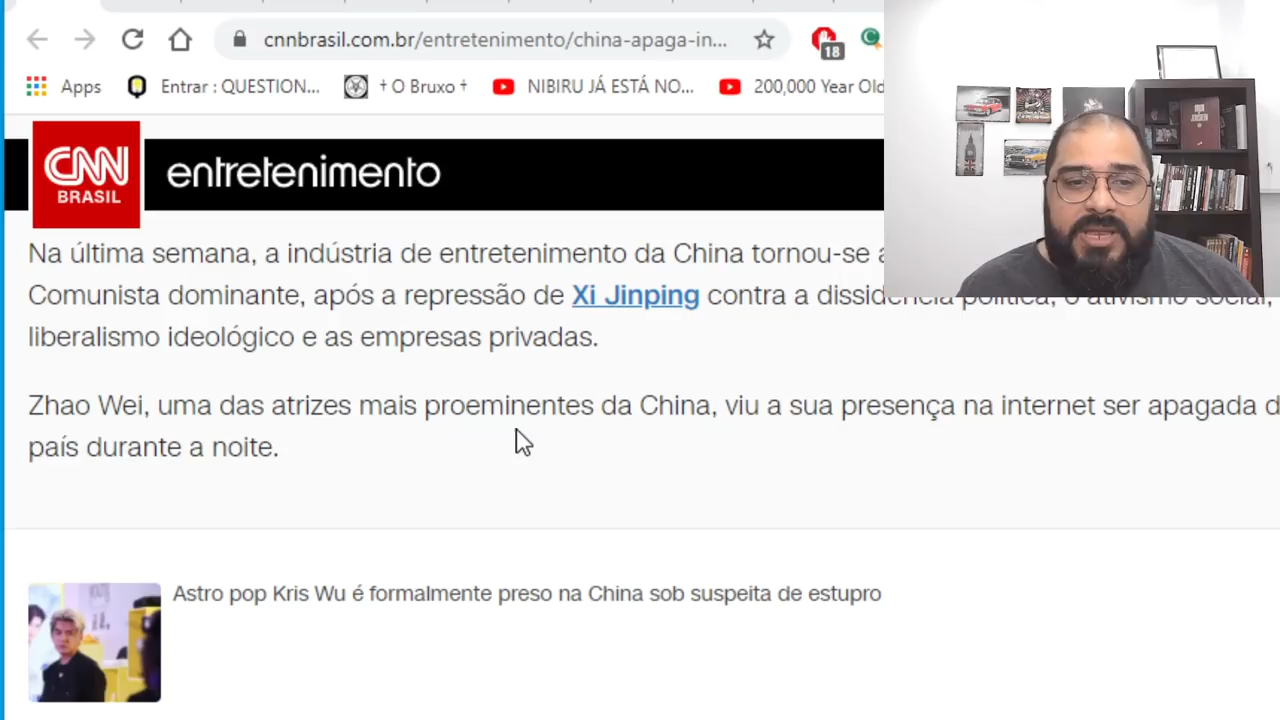 cnnbrasil.com.br/entretenimento/china-apaga-in...
18
Apps Entrar : QUESTION... † O Bruxo † NIBIRU JÁ ESTÁ NO... 200,000 Year Old
CNN BRASIL entretenimento
Na última semana, a indústria de entretenimento da China tornou-se
Comunista dominante, após a repressão de Xi Jinping contra a dissidência política, o ativismo social,
liberalismo ideológico e as empresas privadas.
Zhao Wei, uma das atrizes mais proeminentes da China, viu a sua presença na internet ser apagada d
país durante a noite.
Astro pop Kris Wu é formalmente preso na China sob suspeita de estupro